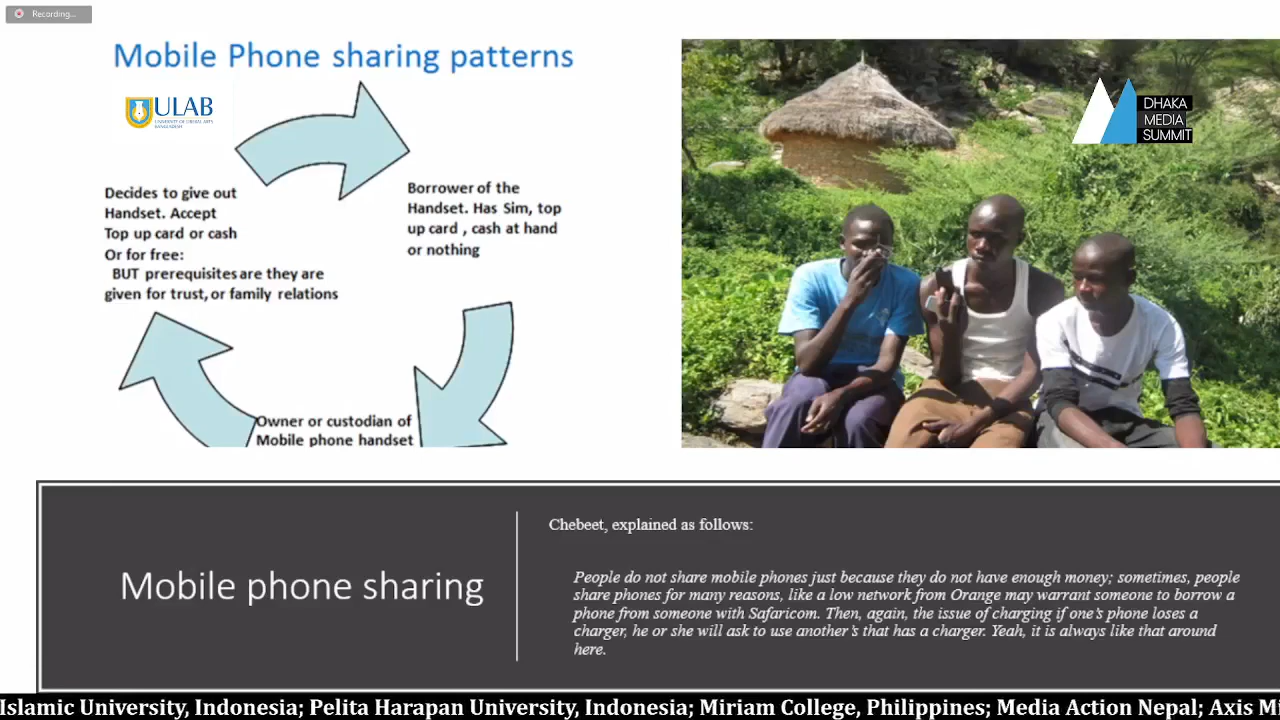 Recording...
Mobile Phone sharing patterns
ULAB
UNIVERSITY OF LIBERAL ARTS
BANGLADESH
DHAKA
MEDIA
SUMMIT
Decides to give out
Handset. Accept
Top up card or cash
Or for free:
BUT prerequisites are they are
given for trust, or family relations
Borrower of the
Handset. Has Sim, top
up card , cash at hand
or nothing
Owner or custodian of
Mobile phone handset
Mobile phone sharing
Chebeet, explained as follows:
People do not share mobile phones just because they do not have enough money; sometimes, people
share phones for many reasons, like a low network from Orange may warrant someone to borrow a
phone from someone with Safaricom. Then, again, the issue of charging if one's phone loses a
charger, he or she will ask to use another's that has a charger. Yeah, it is always like that around
here.
Islamic University, Indonesia; Pelita Harapan University, Indonesia; Miriam College, Philippines; Media Action Nepal; Axis M